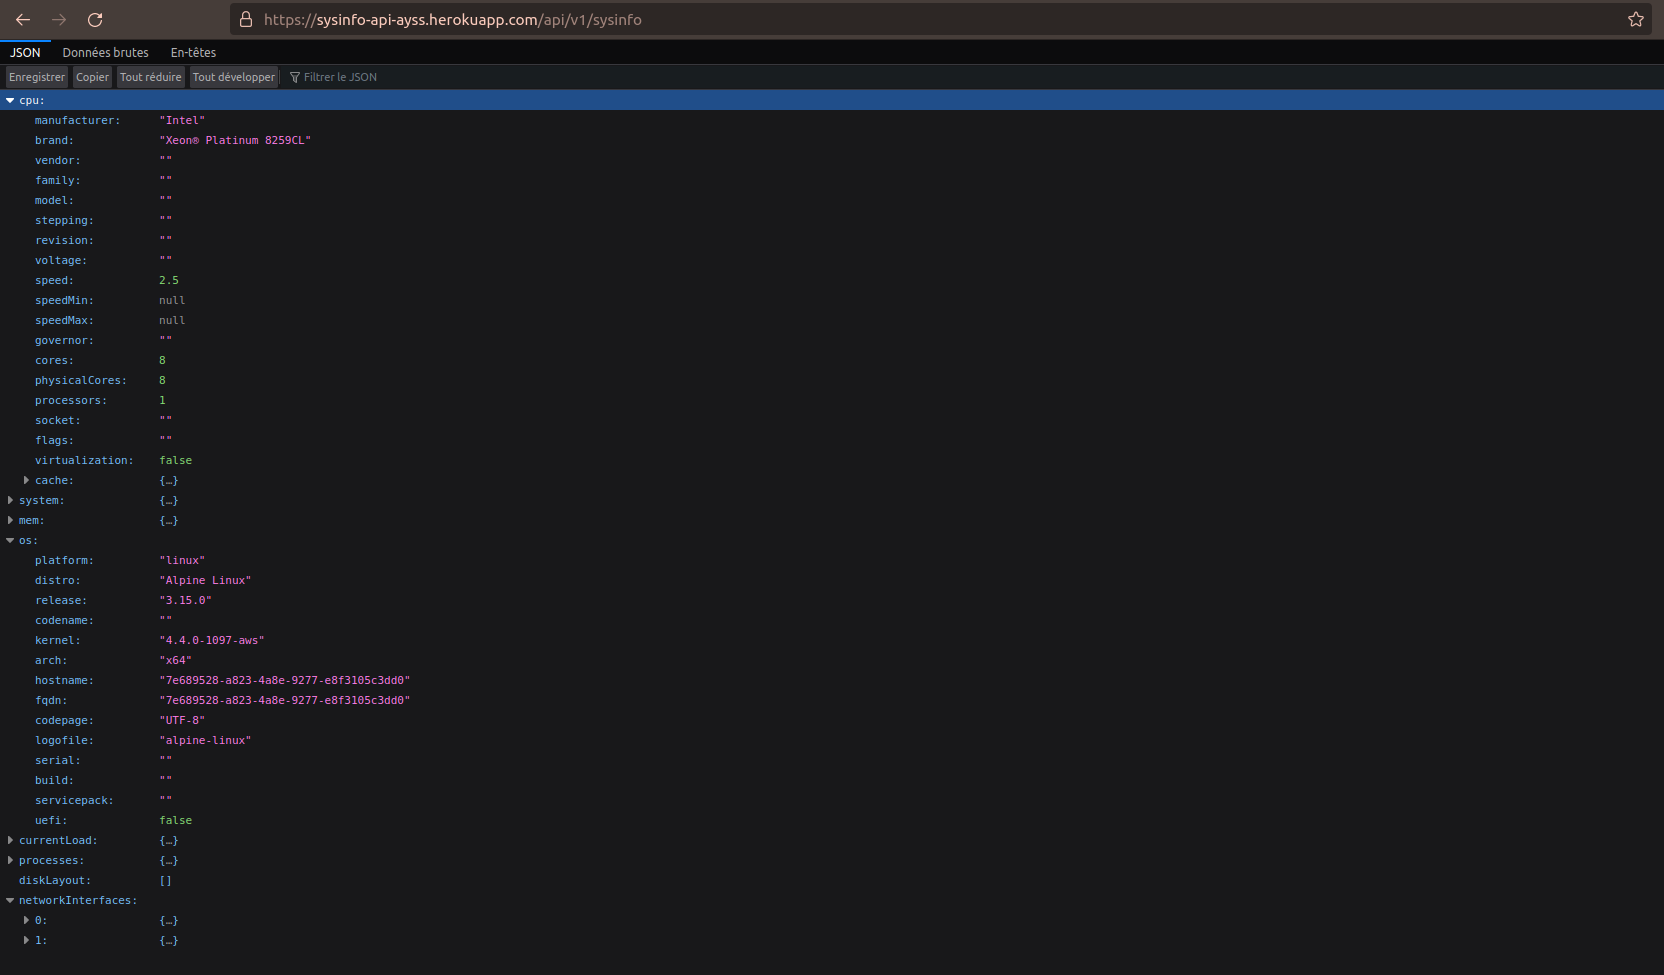 https://sysinfo-api-ayss.herokuapp.com/api/v1/sysinfo
JSON Données brutes En-têtes
Enregistrer Copier Tout réduire Tout développer Filtrer le JSON
cpu:
manufacturer: "Intel"
brand: "Xeon® Platinum 8259CL"
vendor: ""
family: ""
model: ""
stepping: ""
revision: ""
voltage: ""
speed: 2.5
speedMin: null
speedMax: null
governor: ""
cores: 8
physicalCores: 8
processors: 1
socket: ""
flags: ""
virtualization: false
cache: {…}
system: {…}
mem: {…}
os:
platform: "linux"
distro: "Alpine Linux"
release: "3.15.0"
codename: ""
kernel: "4.4.0-1097-aws"
arch: "x64"
hostname: "7e689528-a823-4a8e-9277-e8f3105c3dd0"
fqdn: "7e689528-a823-4a8e-9277-e8f3105c3dd0"
codepage: "UTF-8"
logofile: "alpine-linux"
serial: ""
build: ""
servicepack: ""
uefi: false
currentLoad: {…}
processes: {…}
diskLayout: []
networkInterfaces:
0: {…}
1: {…}